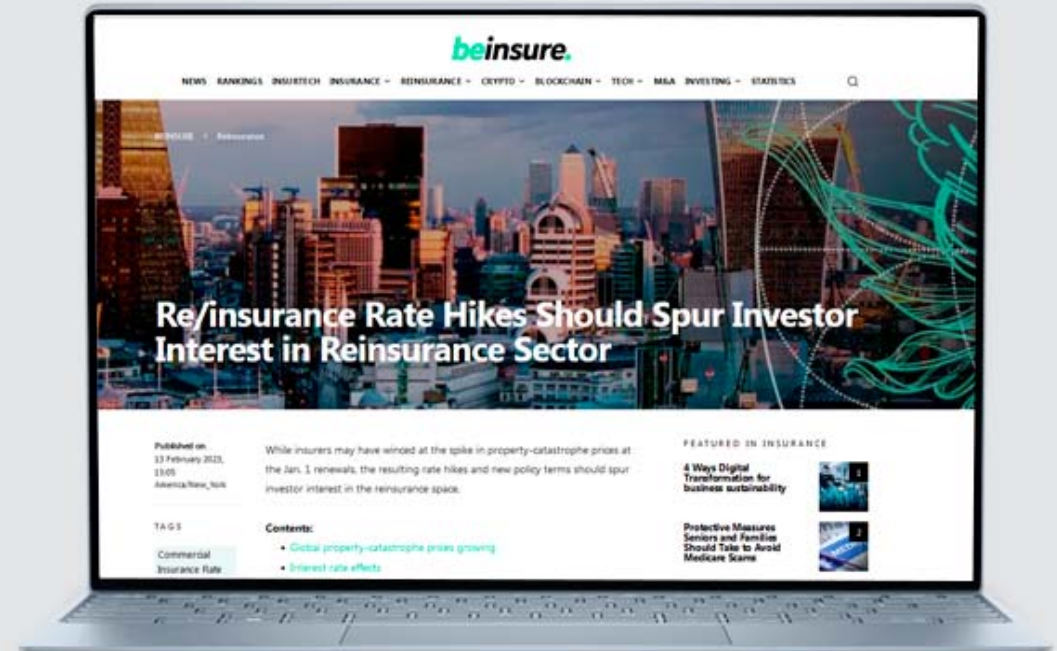 beinsure.
NEWS RANKINGS INSURTECH INSURANCE REINSURANCE CRYPTO BLOCKCHAIN TECH M&A INVESTING STATISTICS
BEINSURE Reinsurance
Re/insurance Rate Hikes Should Spur Investor
Interest in Reinsurance Sector
Published on
13 February 2023,
13:05
America/New_York
TAGS
Commercial
Insurance Rate
While insurers may have winced at the spike in property-catastrophe prices at
the Jan. 1 renewals, the resulting rate hikes and new policy terms should spur
investor interest in the reinsurance space.
Contents:
• Global property-catastrophe prices growing
• Interest rate effects
FEATURED IN INSURANCE
4 Ways Digital
Transformation for
business sustainability
1
Protective Measures
Seniors and Families
Should Take to Avoid
Medicare Scams
2